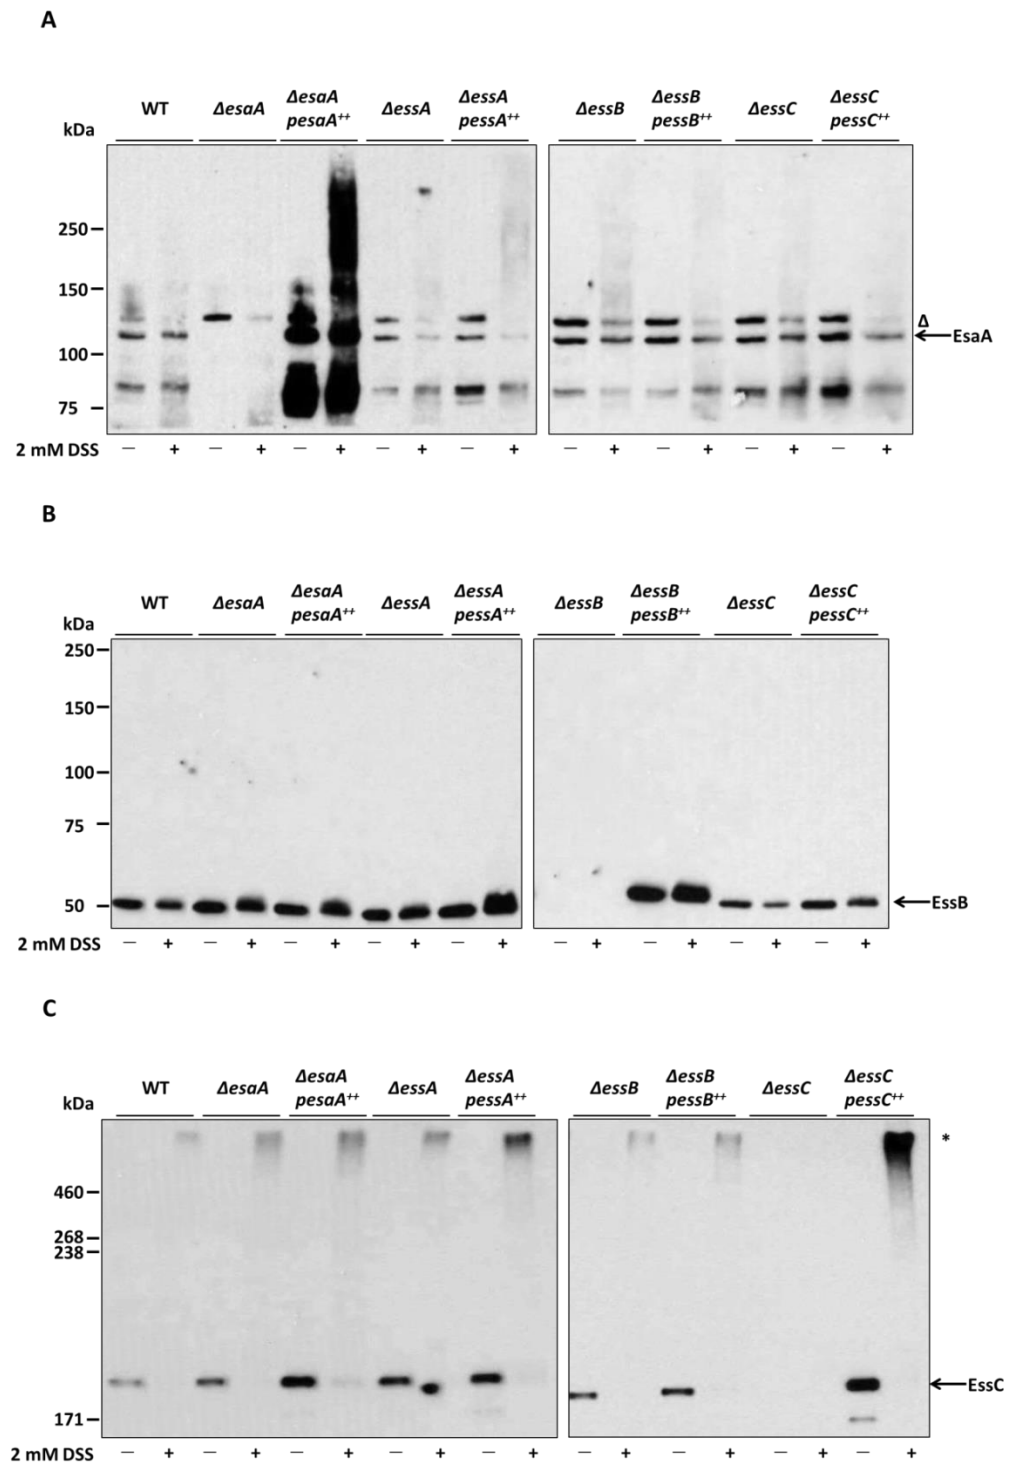 A
WT ΔesaA ΔesaA pesaA⁺⁺ ΔessA ΔessA pessA⁺⁺ ΔessB ΔessB pessB⁺⁺ ΔessC ΔessC pessC⁺⁺
kDa
250
150
Δ
EsaA
100
75
2 mM DSS — + — + — + — + — + — + — + — + — +
B
WT ΔesaA ΔesaA pesaA⁺⁺ ΔessA ΔessA pessA⁺⁺ ΔessB ΔessB pessB⁺⁺ ΔessC ΔessC pessC⁺⁺
kDa
250
150
100
75
50 EssB
2 mM DSS — + — + — + — + — + — + — + — + — +
C
WT ΔesaA ΔesaA pesaA⁺⁺ ΔessA ΔessA pessA⁺⁺ ΔessB ΔessB pessB⁺⁺ ΔessC ΔessC pessC⁺⁺
kDa
*
460
268
238
EssC
171
2 mM DSS — + — + — + — + — + — + — + — + — +